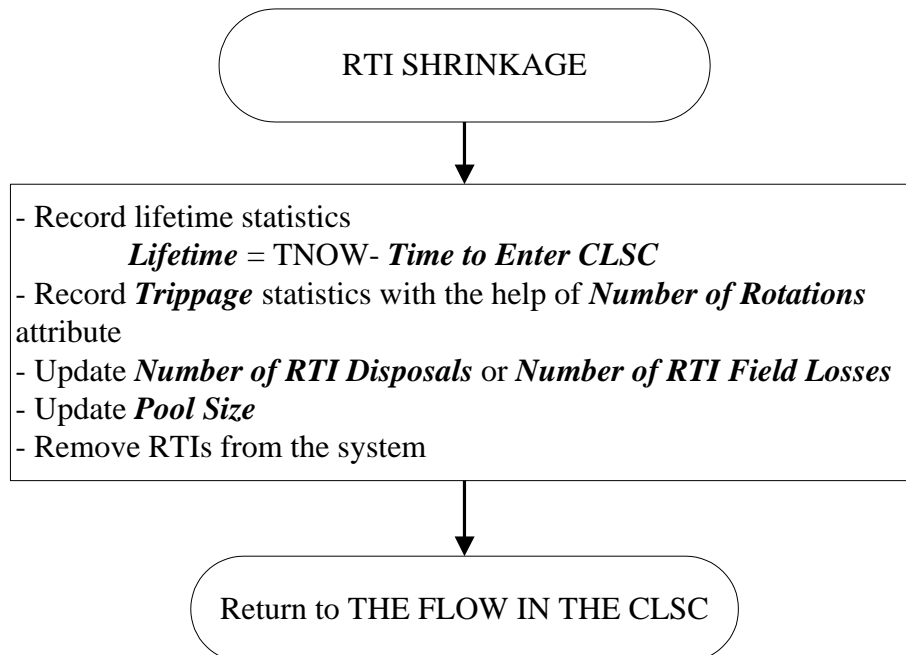 RTI SHRINKAGE
- Record lifetime statistics
Lifetime = TNOW- Time to Enter CLSC
- Record Trippage statistics with the help of Number of Rotations
attribute
- Update Number of RTI Disposals or Number of RTI Field Losses
- Update Pool Size
- Remove RTIs from the system
Return to THE FLOW IN THE CLSC